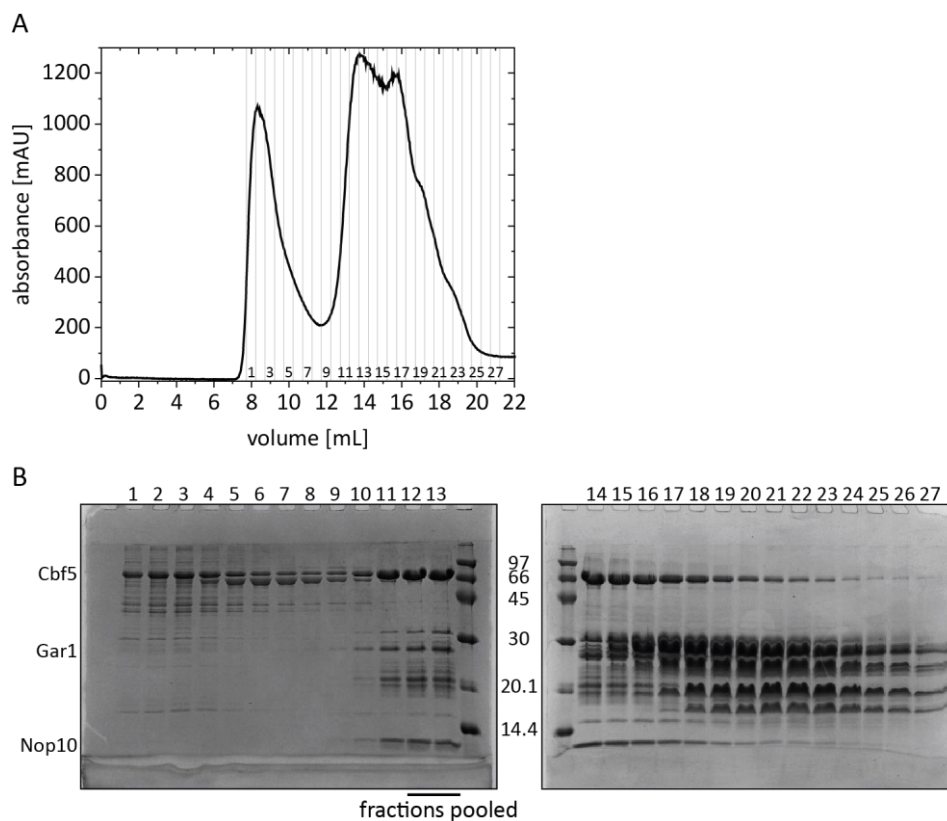 A
absorbance [mAU]
1200
1000
800
600
400
200
0
1 3 5 7 9 11 13 15 17 19 21 23 25 27
0 2 4 6 8 10 12 14 16 18 20 22
volume [mL]
B
1 2 3 4 5 6 7 8 9 10 11 12 13
14 15 16 17 18 19 20 21 22 23 24 25 26 27
Cbf5
Gar1
Nop10
97
66
45
30
20.1
14.4
fractions pooled